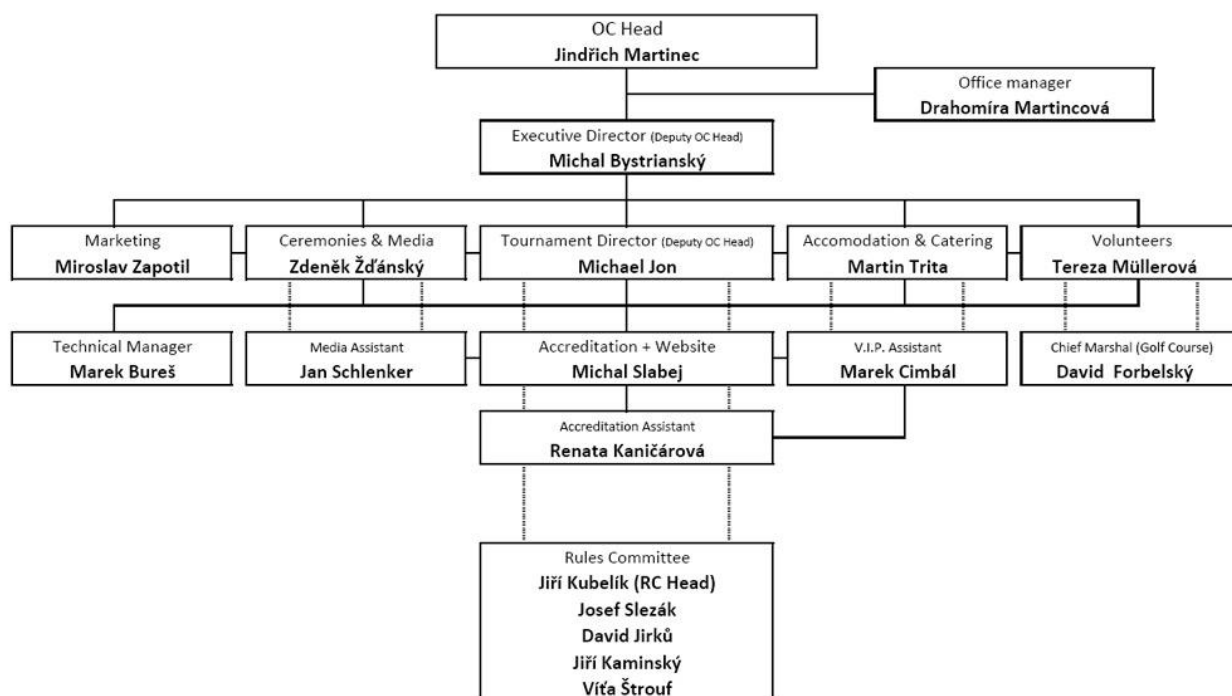 OC Head
Jindřich Martinec
Office manager
Drahomíra Martincová
Executive Director (Deputy OC Head)
Michal Bystrianský
Marketing
Miroslav Zapotil
Ceremonies & Media
Zdeněk Žďánský
Tournament Director (Deputy OC Head)
Michael Jon
Accomodation & Catering
Martin Trita
Volunteers
Tereza Müllerová
Technical Manager
Marek Bureš
Media Assistant
Jan Schlenker
Accreditation + Website
Michal Slabej
V.I.P. Assistant
Marek Cimbál
Chief Marshal (Golf Course)
David Forbelský
Accreditation Assistant
Renata Kaničárová
Rules Committee
Jiří Kubelík (RC Head)
Josef Slezák
David Jirků
Jiří Kaminský
Víťa Štrouf